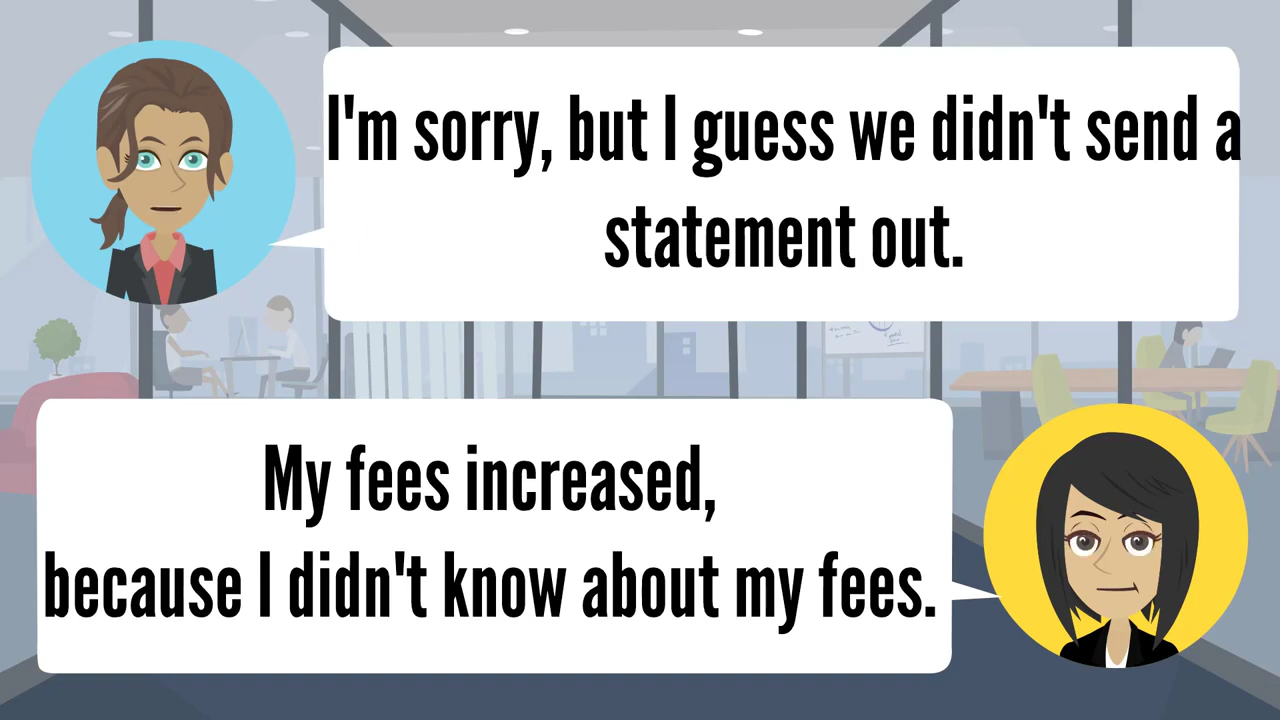 I'm sorry, but I guess we didn't send a
statement out.
My fees increased,
because I didn't know about my fees.